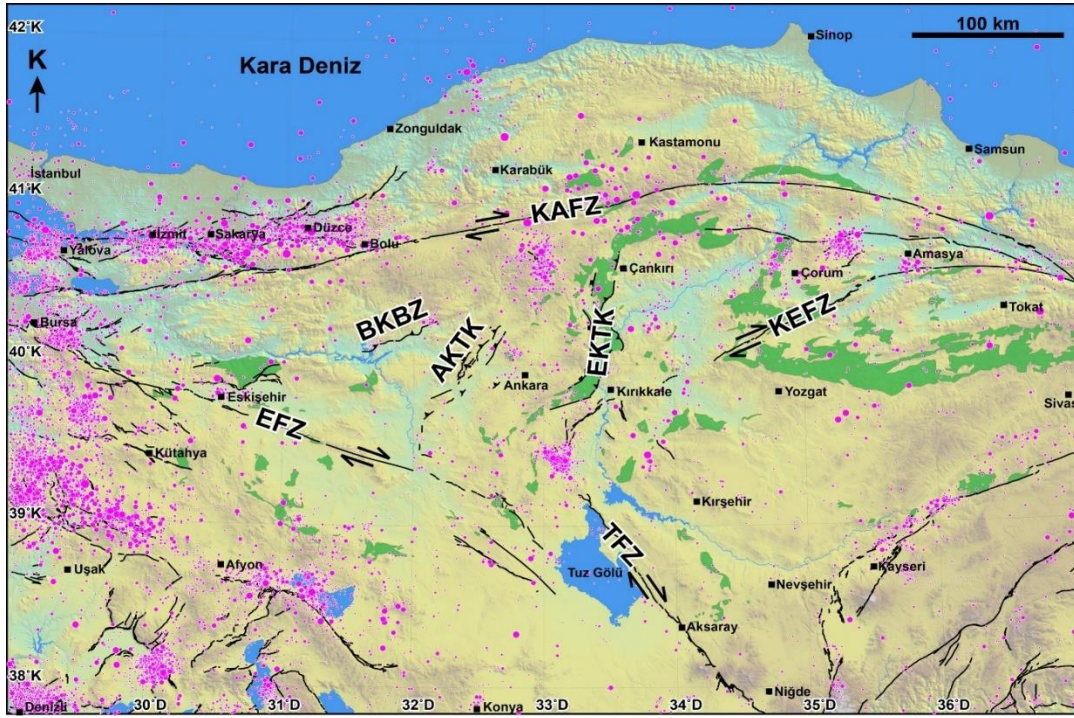 42°K
100 km
Sinop
K
Kara Deniz
Zonguldak
Kastamonu
Samsun
Karabük
İstanbul
41°K
KAFZ
Düzce
İzmit
Sakarya
Bolu
Yalova
Amasya
Çankırı
Çorum
Tokat
KEFZ
EKTK
BKBZ
AKTK
Bursa
40°K
Ankara
Kırıkkale
Yozgat
Sivas
Eskişehir
EFZ
Kütahya
Kırşehir
39°K
TFZ
Uşak
Afyon
Tuz Gölü
Kayseri
Nevşehir
Aksaray
38°K
Niğde
Denizli
30°D
31°D
32°D
Konya
33°D
34°D
35°D
36°D